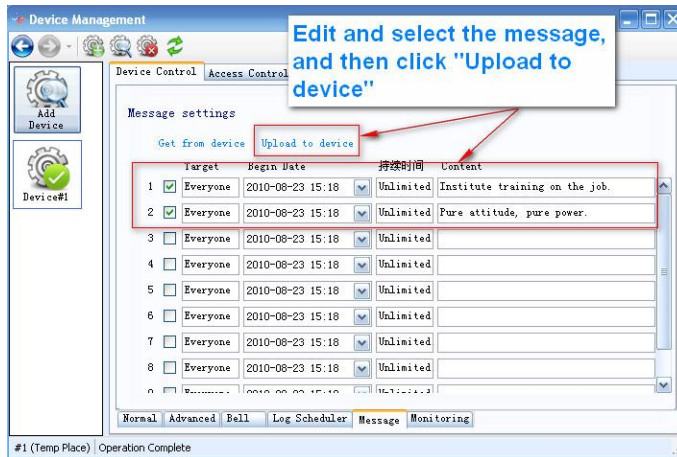 Device Management
Edit and select the message,
and then click "Upload to
device"
Add
Device
Device#1
Device Control Access Control
Message settings
Get from device Upload to device
Target Begin Date 持续时间 Content
1 Everyone 2010-08-23 15:18 Unlimited Institute training on the job.
2 Everyone 2010-08-23 15:18 Unlimited Pure attitude, pure power.
3 Everyone 2010-08-23 15:18 Unlimited
4 Everyone 2010-08-23 15:18 Unlimited
5 Everyone 2010-08-23 15:18 Unlimited
6 Everyone 2010-08-23 15:18 Unlimited
7 Everyone 2010-08-23 15:18 Unlimited
8 Everyone 2010-08-23 15:18 Unlimited
Normal Advanced Bell Log Scheduler Message Monitoring
#1 (Temp Place) Operation Complete